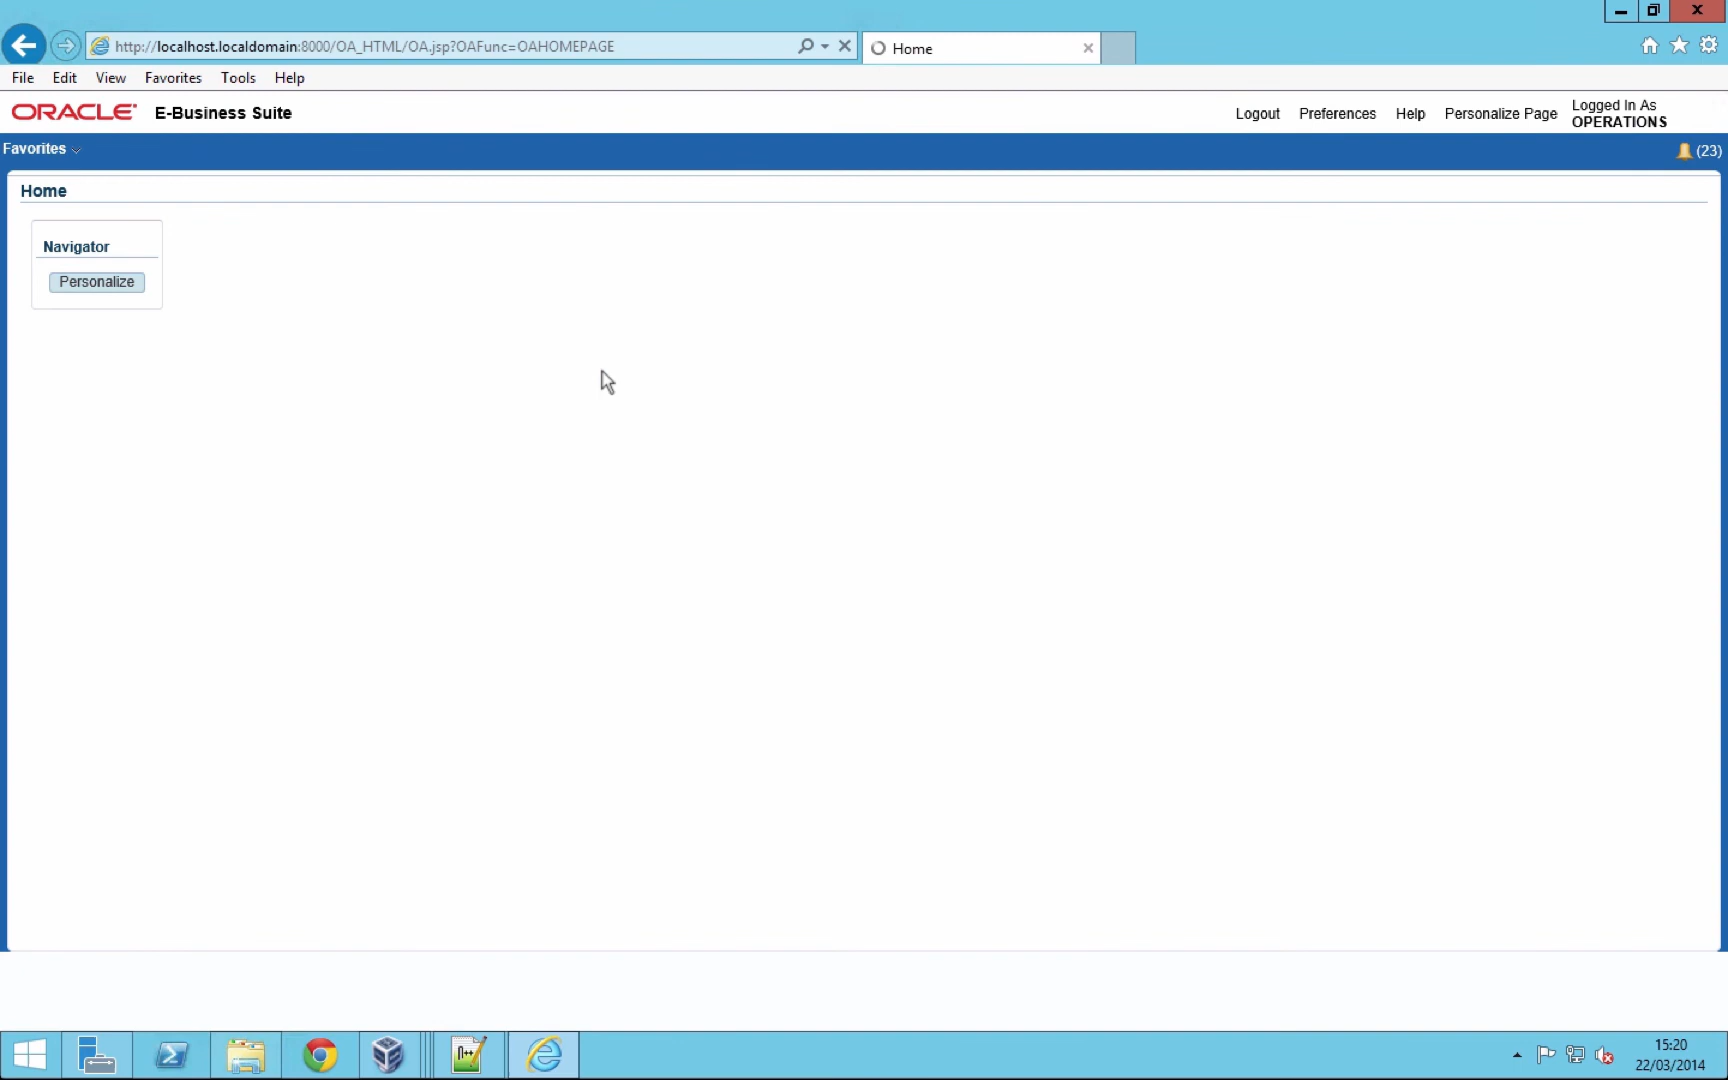 http://localhost.localdomain:8000/OA_HTML/OA.jsp?OAFunc=OAHOMEPAGE
Home
File Edit View Favorites Tools Help
ORACLE E-Business Suite
Logout Preferences Help Personalize Page Logged In As
OPERATIONS
Favorites
(23)
Home
Navigator
Personalize
n++
15:20
22/03/2014